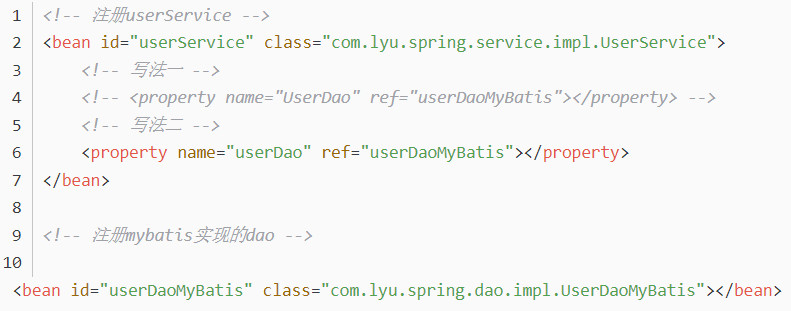 1 <!-- 注册userService -->
2 <bean id="userService" class="com.lyu.spring.service.impl.UserService">
3 <!-- 写法一 -->
4 <!-- <property name="UserDao" ref="userDaoMyBatis"></property> -->
5 <!-- 写法二 -->
6 <property name="userDao" ref="userDaoMyBatis"></property>
7 </bean>
8
9 <!-- 注册mybatis实现的dao -->
10
<bean id="userDaoMyBatis" class="com.lyu.spring.dao.impl.UserDaoMyBatis"></bean>